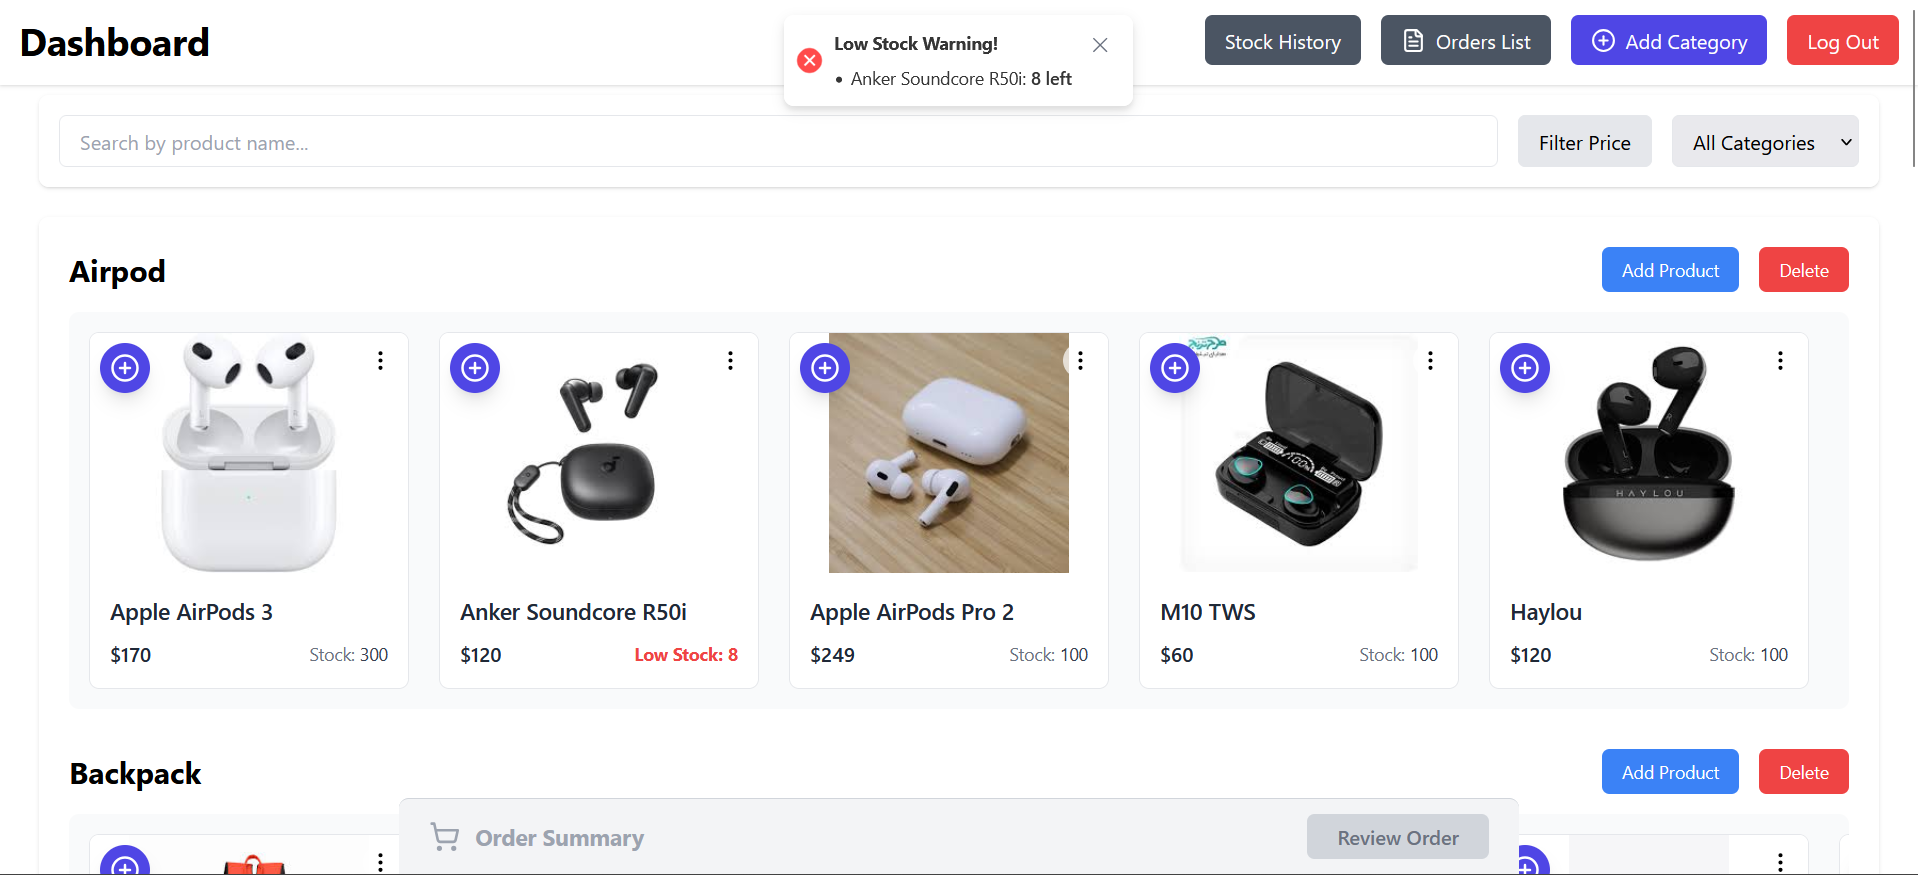 Dashboard
Low Stock Warning!
• Anker Soundcore R50i: 8 left
Stock History
Orders List
Add Category
Log Out
Search by product name...
Filter Price
All Categories
Airpod
Add Product
Delete
HAYLOU
Apple AirPods 3
$170
Stock: 300
Anker Soundcore R50i
$120
Low Stock: 8
Apple AirPods Pro 2
$249
Stock: 100
M10 TWS
$60
Stock: 100
Haylou
$120
Stock: 100
Backpack
Add Product
Delete
Order Summary
Review Order